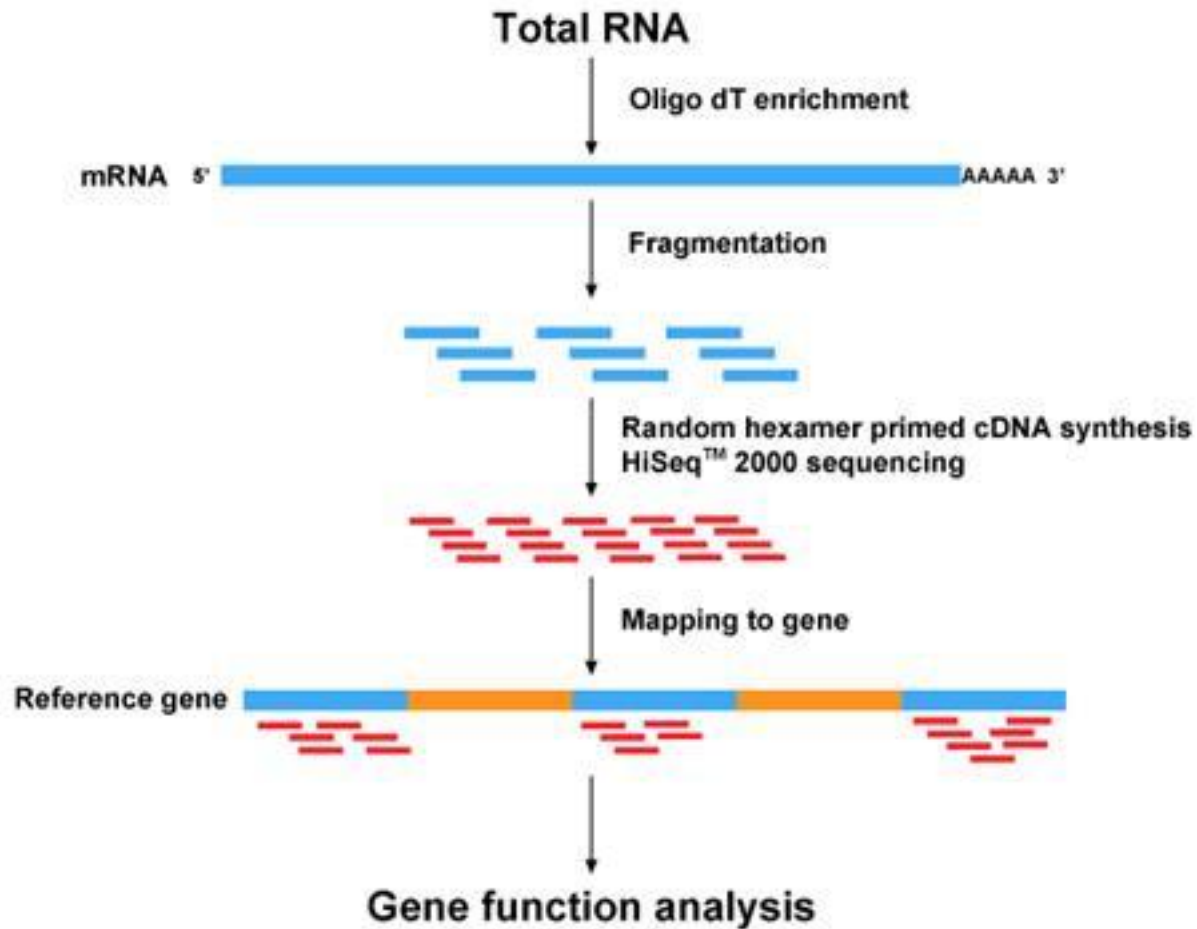 Total RNA
Oligo dT enrichment
mRNA 5' AAAAA 3'
Fragmentation
Random hexamer primed cDNA synthesis
HiSeq™ 2000 sequencing
Mapping to gene
Reference gene
Gene function analysis